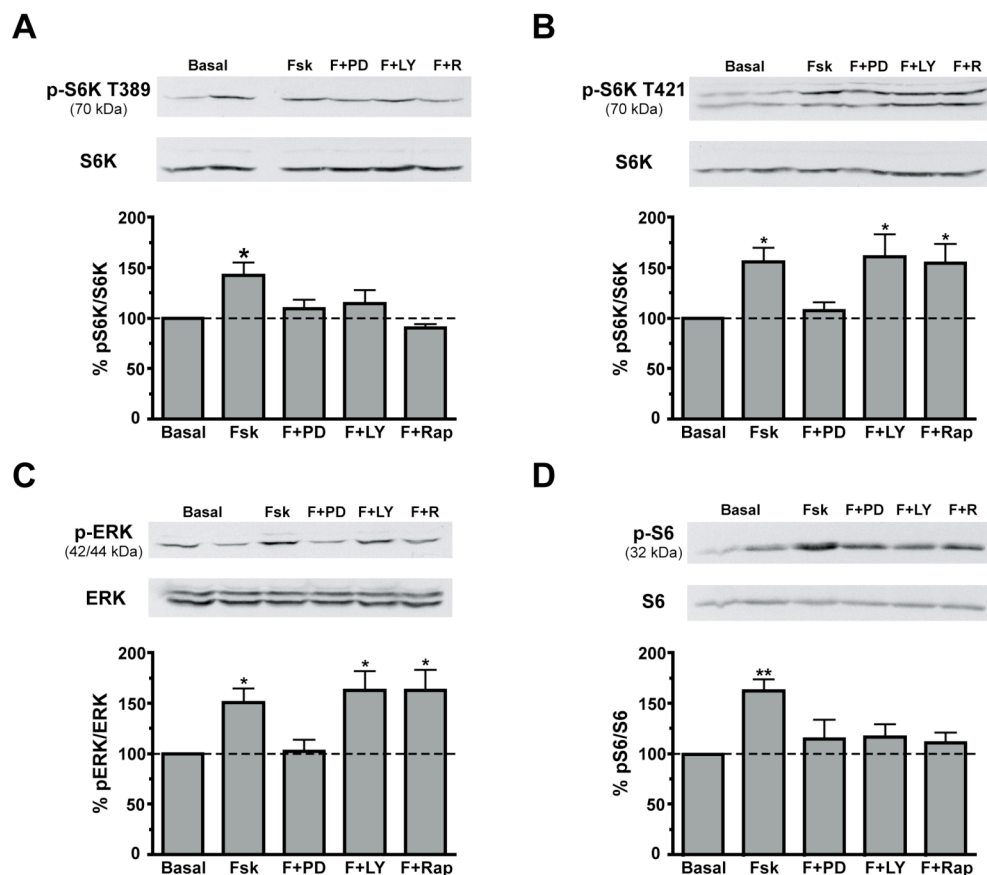 A
Basal Fsk F+PD F+LY F+R
p-S6K T389
(70 kDa)
S6K
200
150
100
50
0
% pS6K/S6K
*
Basal Fsk F+PD F+LY F+Rap
B
Basal Fsk F+PD F+LY F+R
p-S6K T421
(70 kDa)
S6K
200
150
100
50
0
% pS6K/S6K
* * *
Basal Fsk F+PD F+LY F+Rap
C
Basal Fsk F+PD F+LY F+R
p-ERK
(42/44 kDa)
ERK
200
150
100
50
0
% pERK/ERK
* * *
Basal Fsk F+PD F+LY F+Rap
D
Basal Fsk F+PD F+LY F+R
p-S6
(32 kDa)
S6
200
150
100
50
0
% pS6/S6
**
Basal Fsk F+PD F+LY F+Rap